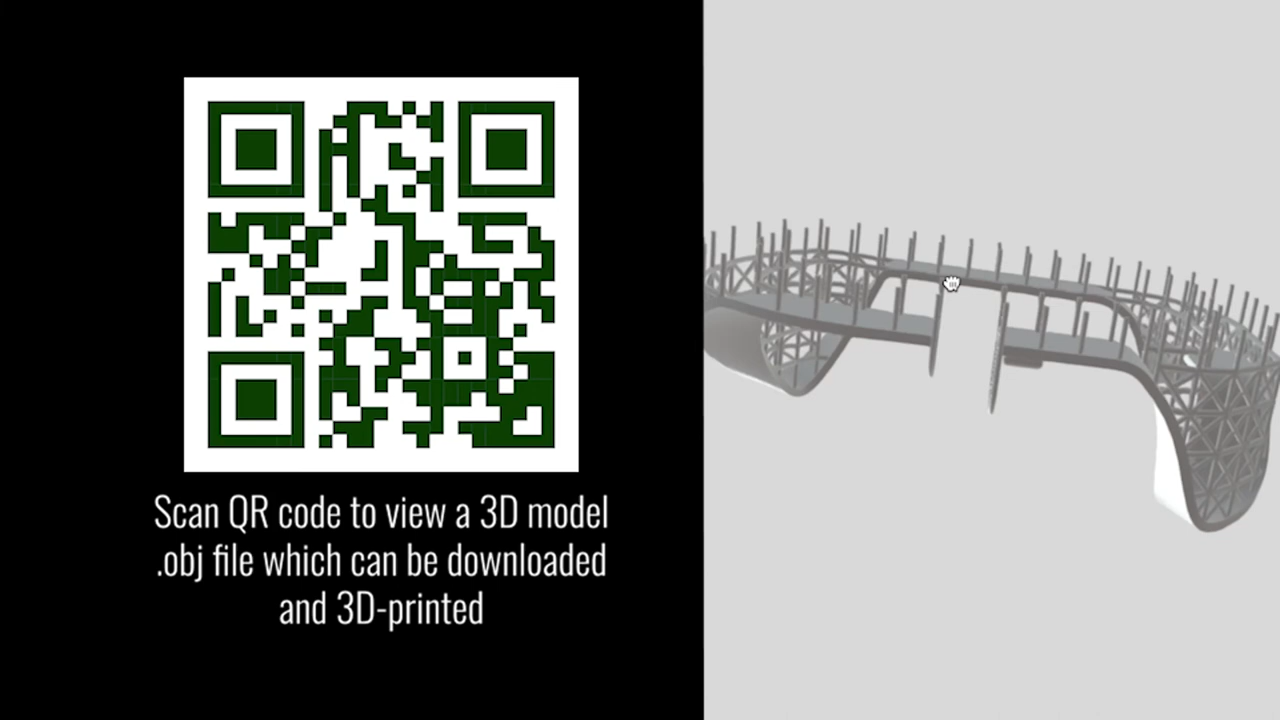 Scan QR code to view a 3D model
.obj file which can be downloaded
and 3D-printed